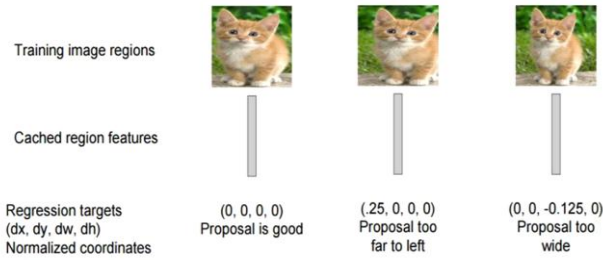 Training image regions
Cached region features
Regression targets
(dx, dy, dw, dh)
Normalized coordinates
(0, 0, 0, 0)
Proposal is good
(.25, 0, 0, 0)
Proposal too
far to left
(0, 0, -0.125, 0)
Proposal too
wide